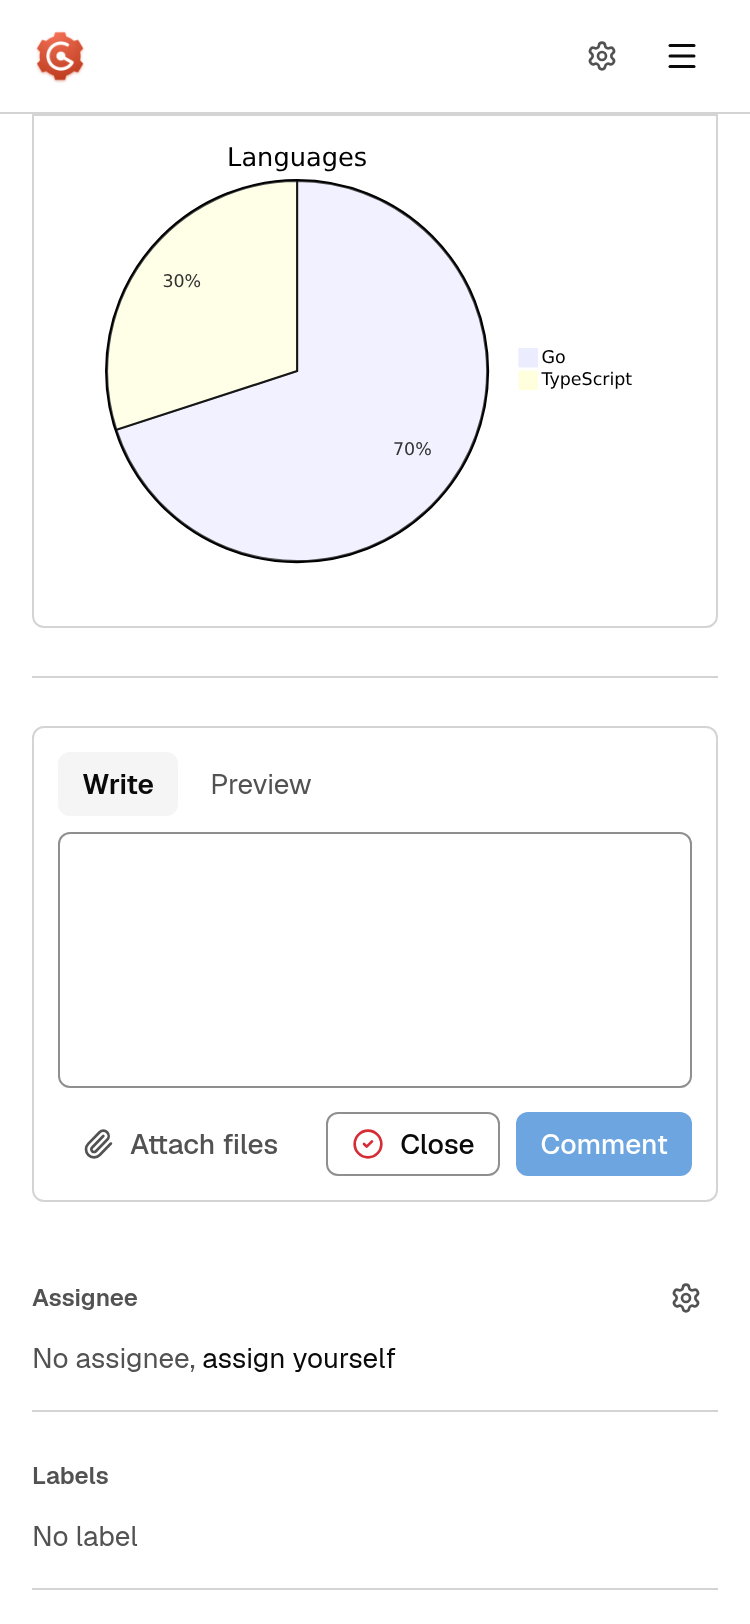 Languages
30%
70%
Go
TypeScript
Write
Preview
Attach files
Close
Comment
Assignee
No assignee, assign yourself
Labels
No label